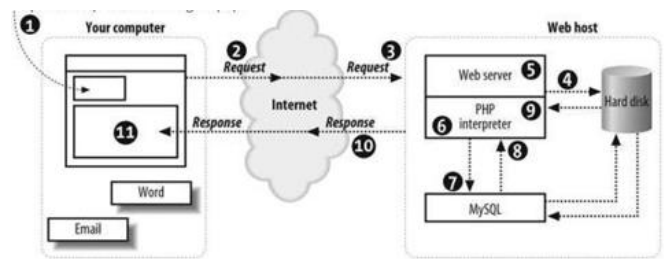 1
Your computer
Web host
2
Request
3
Request
Web server
5
4
Hard disk
PHP
interpreter
9
6
Internet
Response
Response
10
11
7
8
MySQL
Word
Email